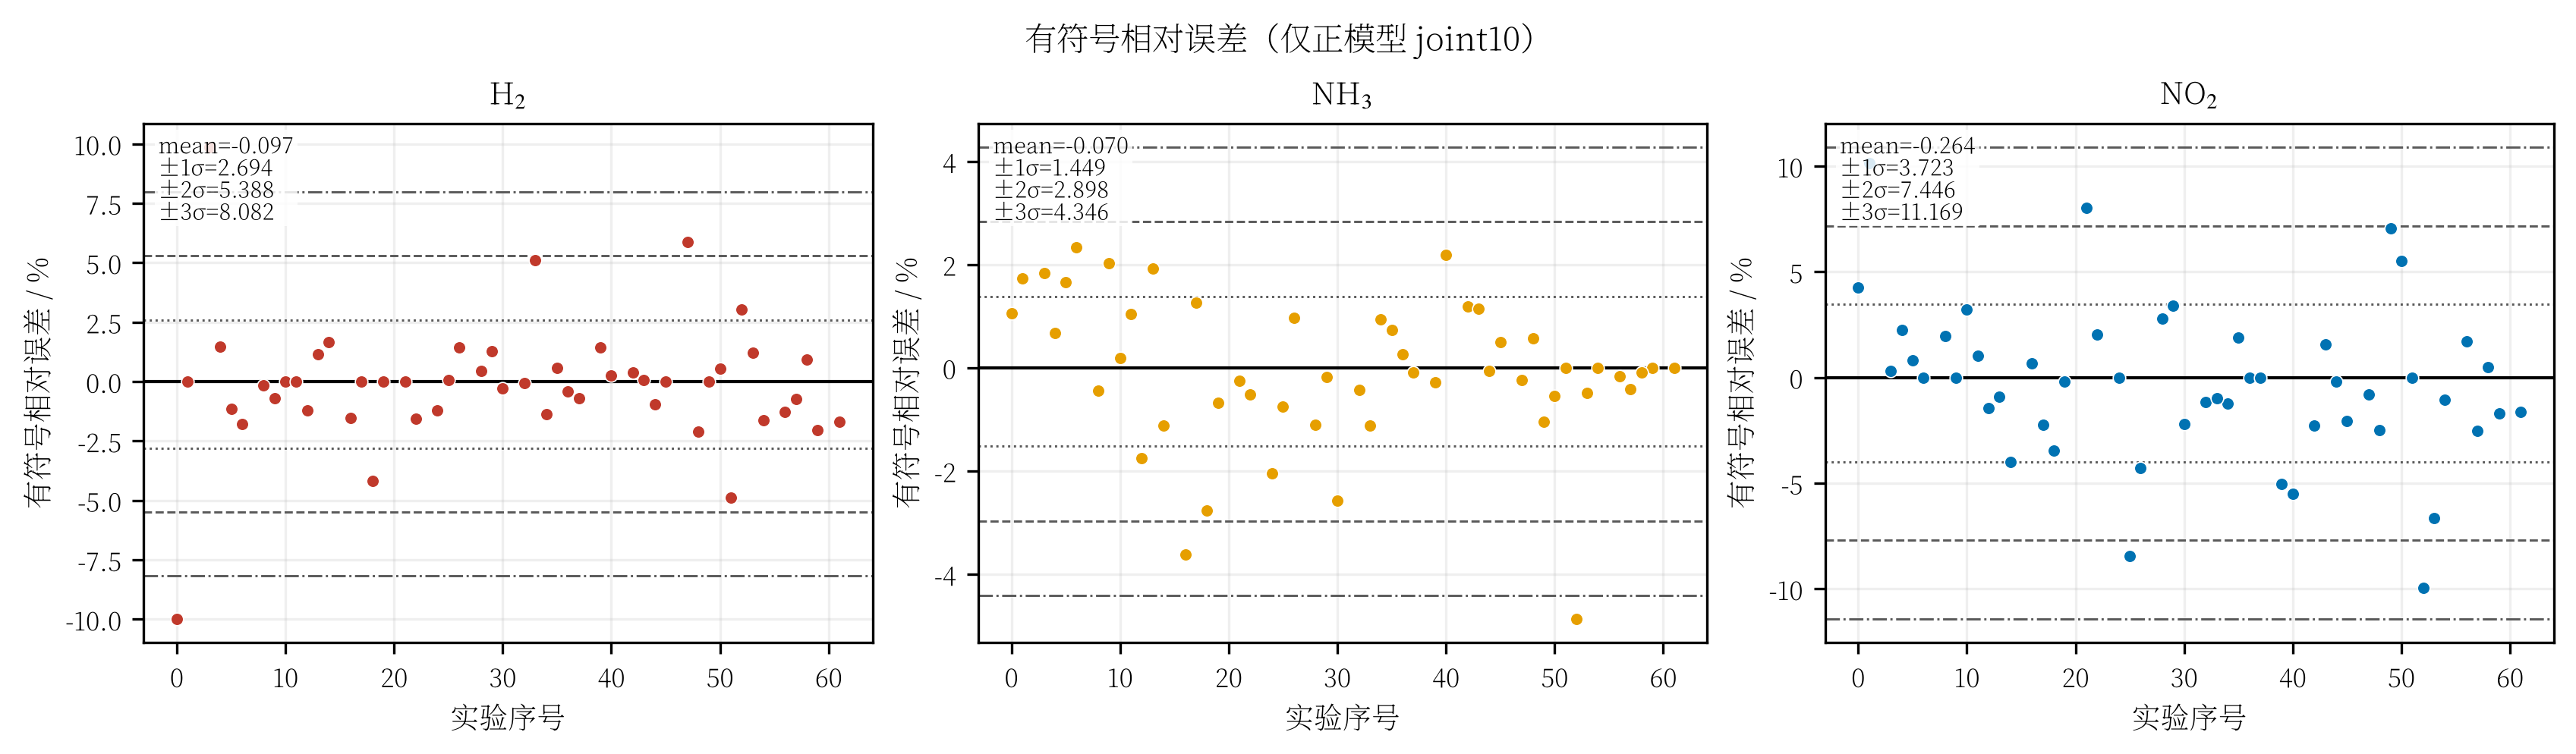 有符号相对误差（仅正模型 joint10）
H₂
mean=-0.097
±1σ=2.694
±2σ=5.388
±3σ=8.082
10.0
7.5
5.0
2.5
0.0
-2.5
-5.0
-7.5
-10.0
有符号相对误差 / %
0 10 20 30 40 50 60
实验序号
NH₃
mean=-0.070
±1σ=1.449
±2σ=2.898
±3σ=4.346
4
2
0
-2
-4
有符号相对误差 / %
0 10 20 30 40 50 60
实验序号
NO₂
mean=-0.264
±1σ=3.723
±2σ=7.446
±3σ=11.169
10
5
0
-5
-10
有符号相对误差 / %
0 10 20 30 40 50 60
实验序号